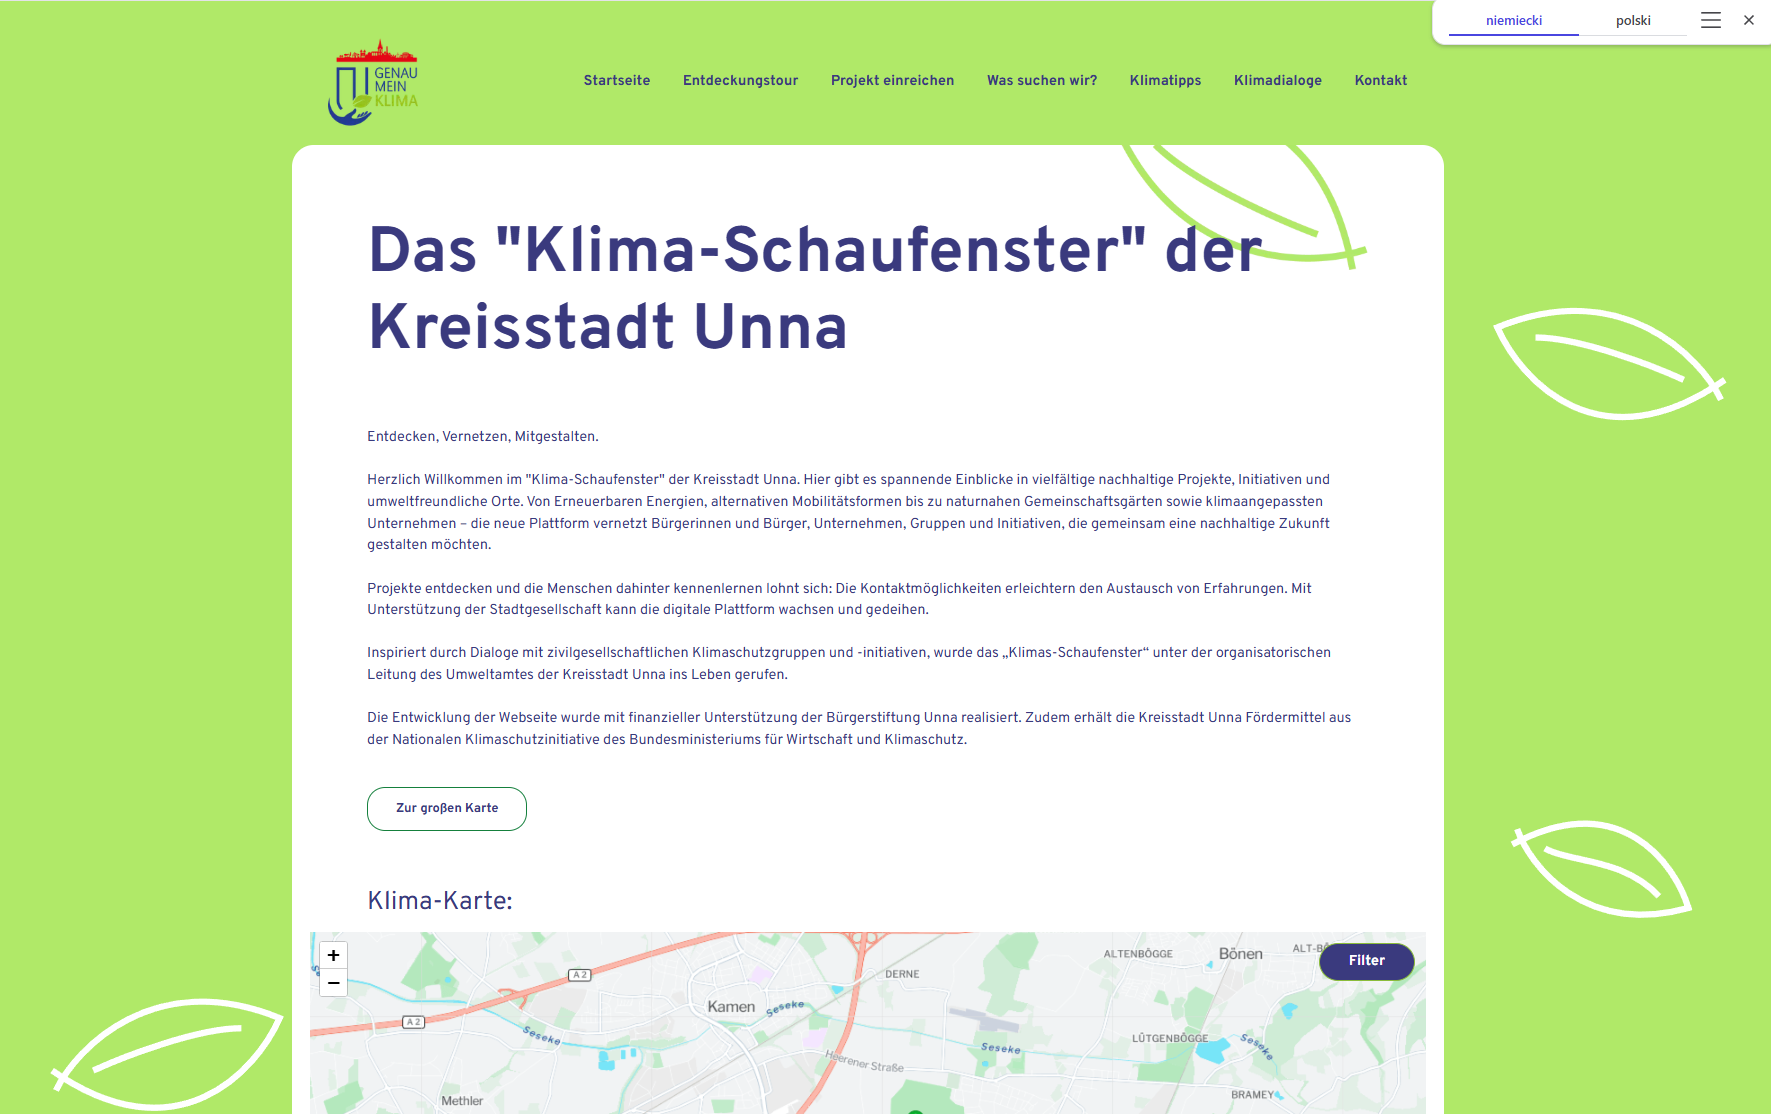 niemiecki
polski
GENAU
MEIN
KLIMA
Startseite
Entdeckungstour
Projekt einreichen
Was suchen wir?
Klimatipps
Klimadialoge
Kontakt
Das "Klima-Schaufenster" der
Kreisstadt Unna
Entdecken, Vernetzen, Mitgestalten.
Herzlich Willkommen im "Klima-Schaufenster" der Kreisstadt Unna. Hier gibt es spannende Einblicke in vielfältige nachhaltige Projekte, Initiativen und
umweltfreundliche Orte. Von Erneuerbaren Energien, alternativen Mobilitätsformen bis zu naturnahen Gemeinschaftsgärten sowie klimaangepassten
Unternehmen – die neue Plattform vernetzt Bürgerinnen und Bürger, Unternehmen, Gruppen und Initiativen, die gemeinsam eine nachhaltige Zukunft
gestalten möchten.
Projekte entdecken und die Menschen dahinter kennenlernen lohnt sich: Die Kontaktmöglichkeiten erleichtern den Austausch von Erfahrungen. Mit
Unterstützung der Stadtgesellschaft kann die digitale Plattform wachsen und gedeihen.
Inspiriert durch Dialoge mit zivilgesellschaftlichen Klimaschutzgruppen und -initiativen, wurde das „Klimas-Schaufenster“ unter der organisatorischen
Leitung des Umweltamtes der Kreisstadt Unna ins Leben gerufen.
Die Entwicklung der Webseite wurde mit finanzieller Unterstützung der Bürgerstiftung Unna realisiert. Zudem erhält die Kreisstadt Unna Fördermittel aus
der Nationalen Klimaschutzinitiative des Bundesministeriums für Wirtschaft und Klimaschutz.
Zur großen Karte
Klima-Karte:
+
−
Filter
ALTENBÖGGE
Bönen
DERNE
A 2
Kamen
Seseke
A 2
Seseke
Seseke
LÜTGENBÖGGE
Seseke
Heerener Straße
Methler
BRAMEY